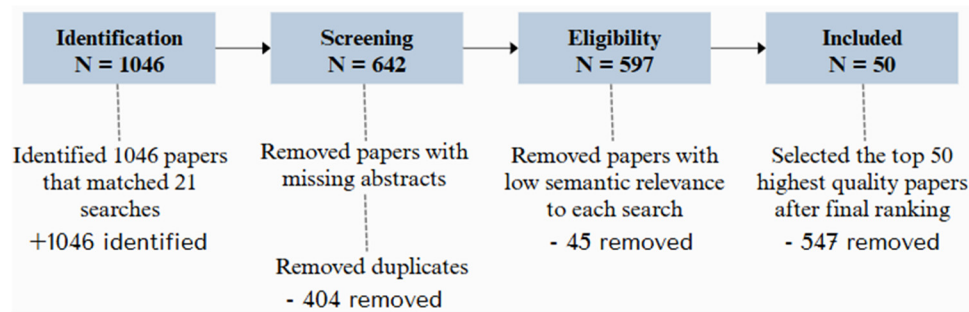 Identification
N = 1046
Screening
N = 642
Eligibility
N = 597
Included
N = 50
Identified 1046 papers
that matched 21
searches
+1046 identified
Removed papers with
missing abstracts
Removed duplicates
- 404 removed
Removed papers with
low semantic relevance
to each search
- 45 removed
Selected the top 50
highest quality papers
after final ranking
- 547 removed